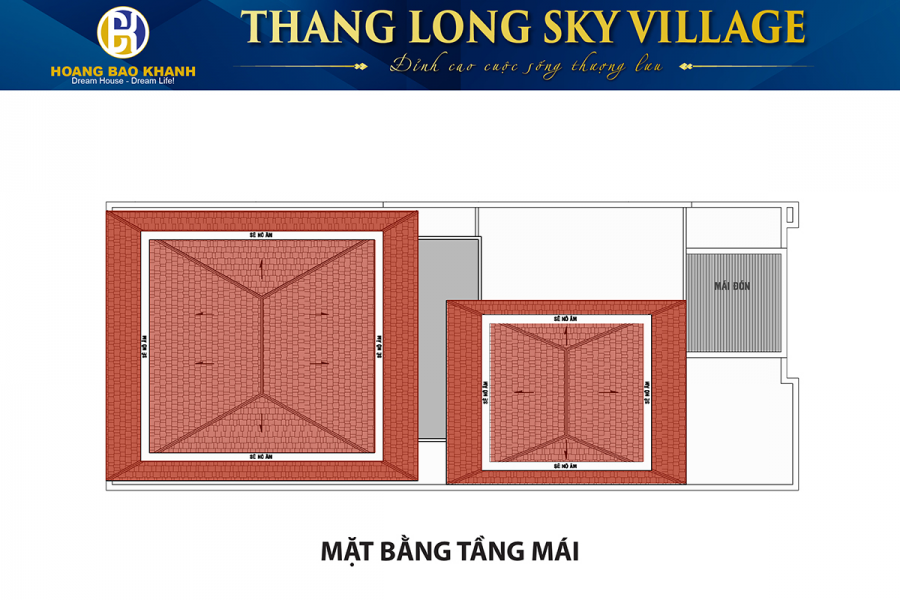 THANG LONG SKY VILLAGE
HOANG BAO KHANH
Dream House - Dream Life!
Đỉnh cao cuộc sống thượng lưu
SÊ NÔ ÂM
SÊ NÔ ÂM
SÊ NÔ ÂM
SÊ NÔ ÂM
SÊ NÔ ÂM
SÊ NÔ ÂM
SÊ NÔ ÂM
SÊ NÔ ÂM
MÁI ĐÓN
MẶT BẰNG TẦNG MÁI